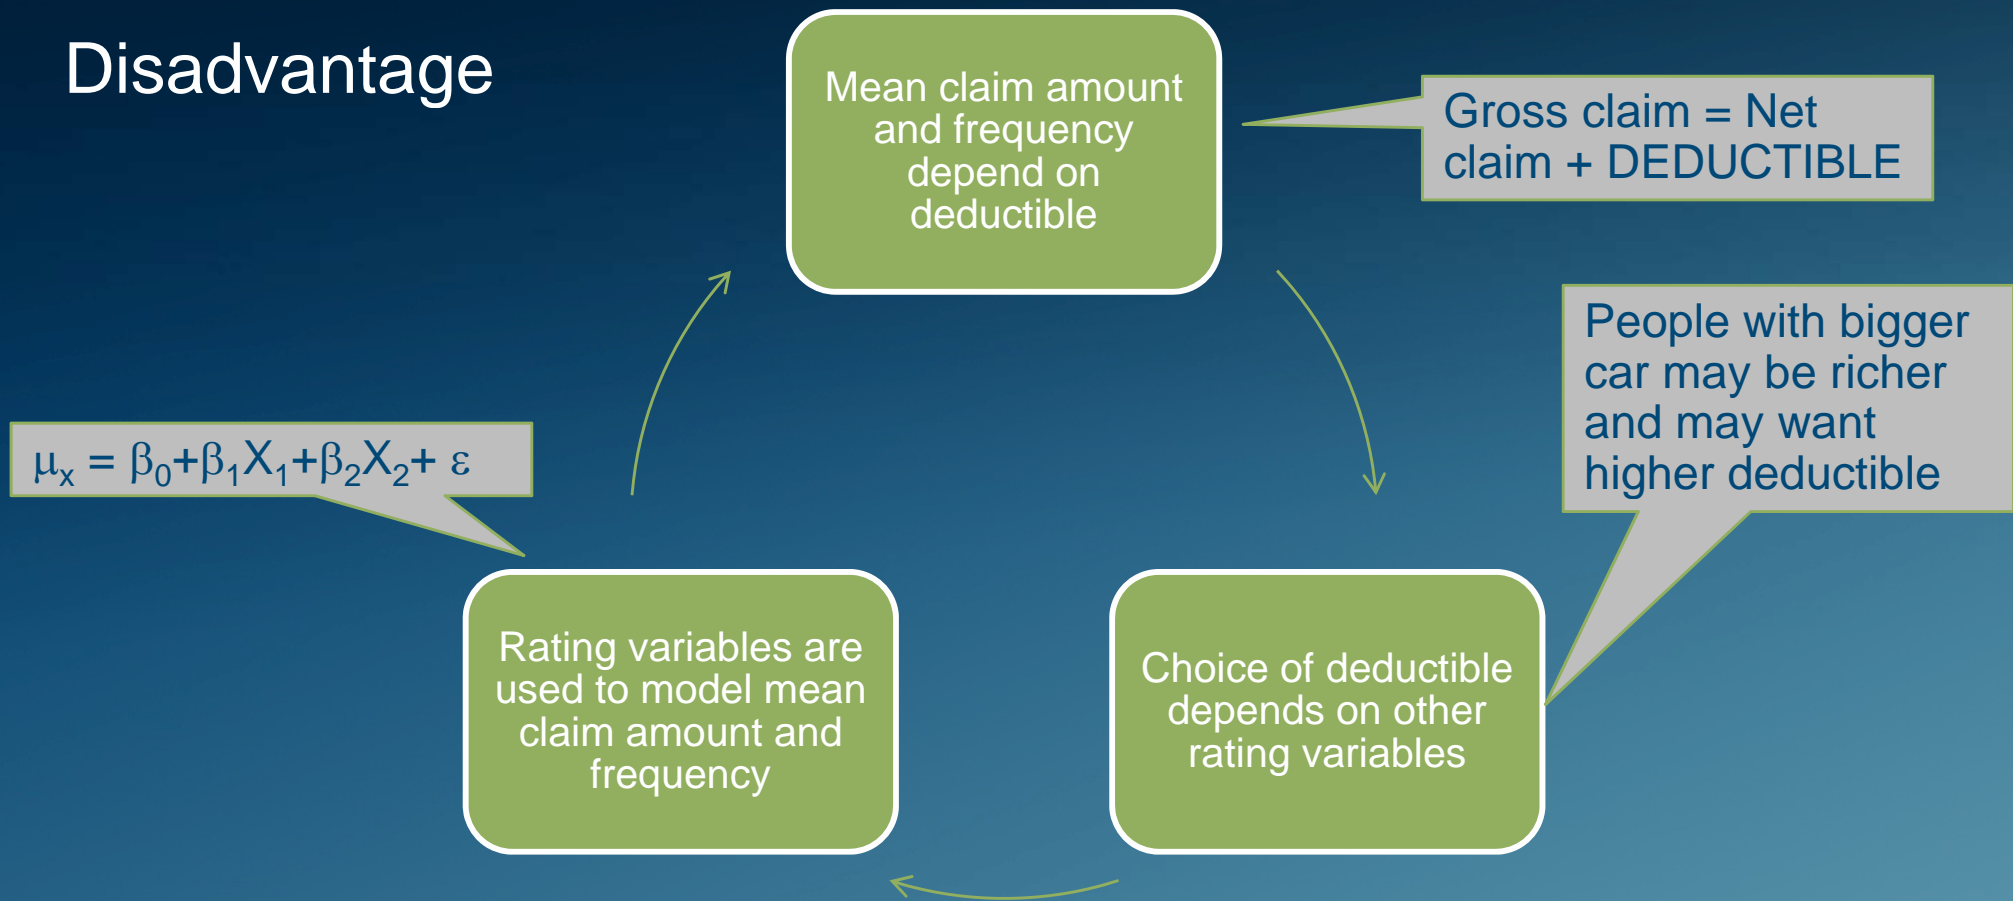 Disadvantage
Mean claim amount
and frequency
depend on
deductible
Gross claim = Net
claim + DEDUCTIBLE
People with bigger
car may be richer
and may want
higher deductible
μₓ = β₀+β₁X₁+β₂X₂+ ε
Rating variables are
used to model mean
claim amount and
frequency
Choice of deductible
depends on other
rating variables